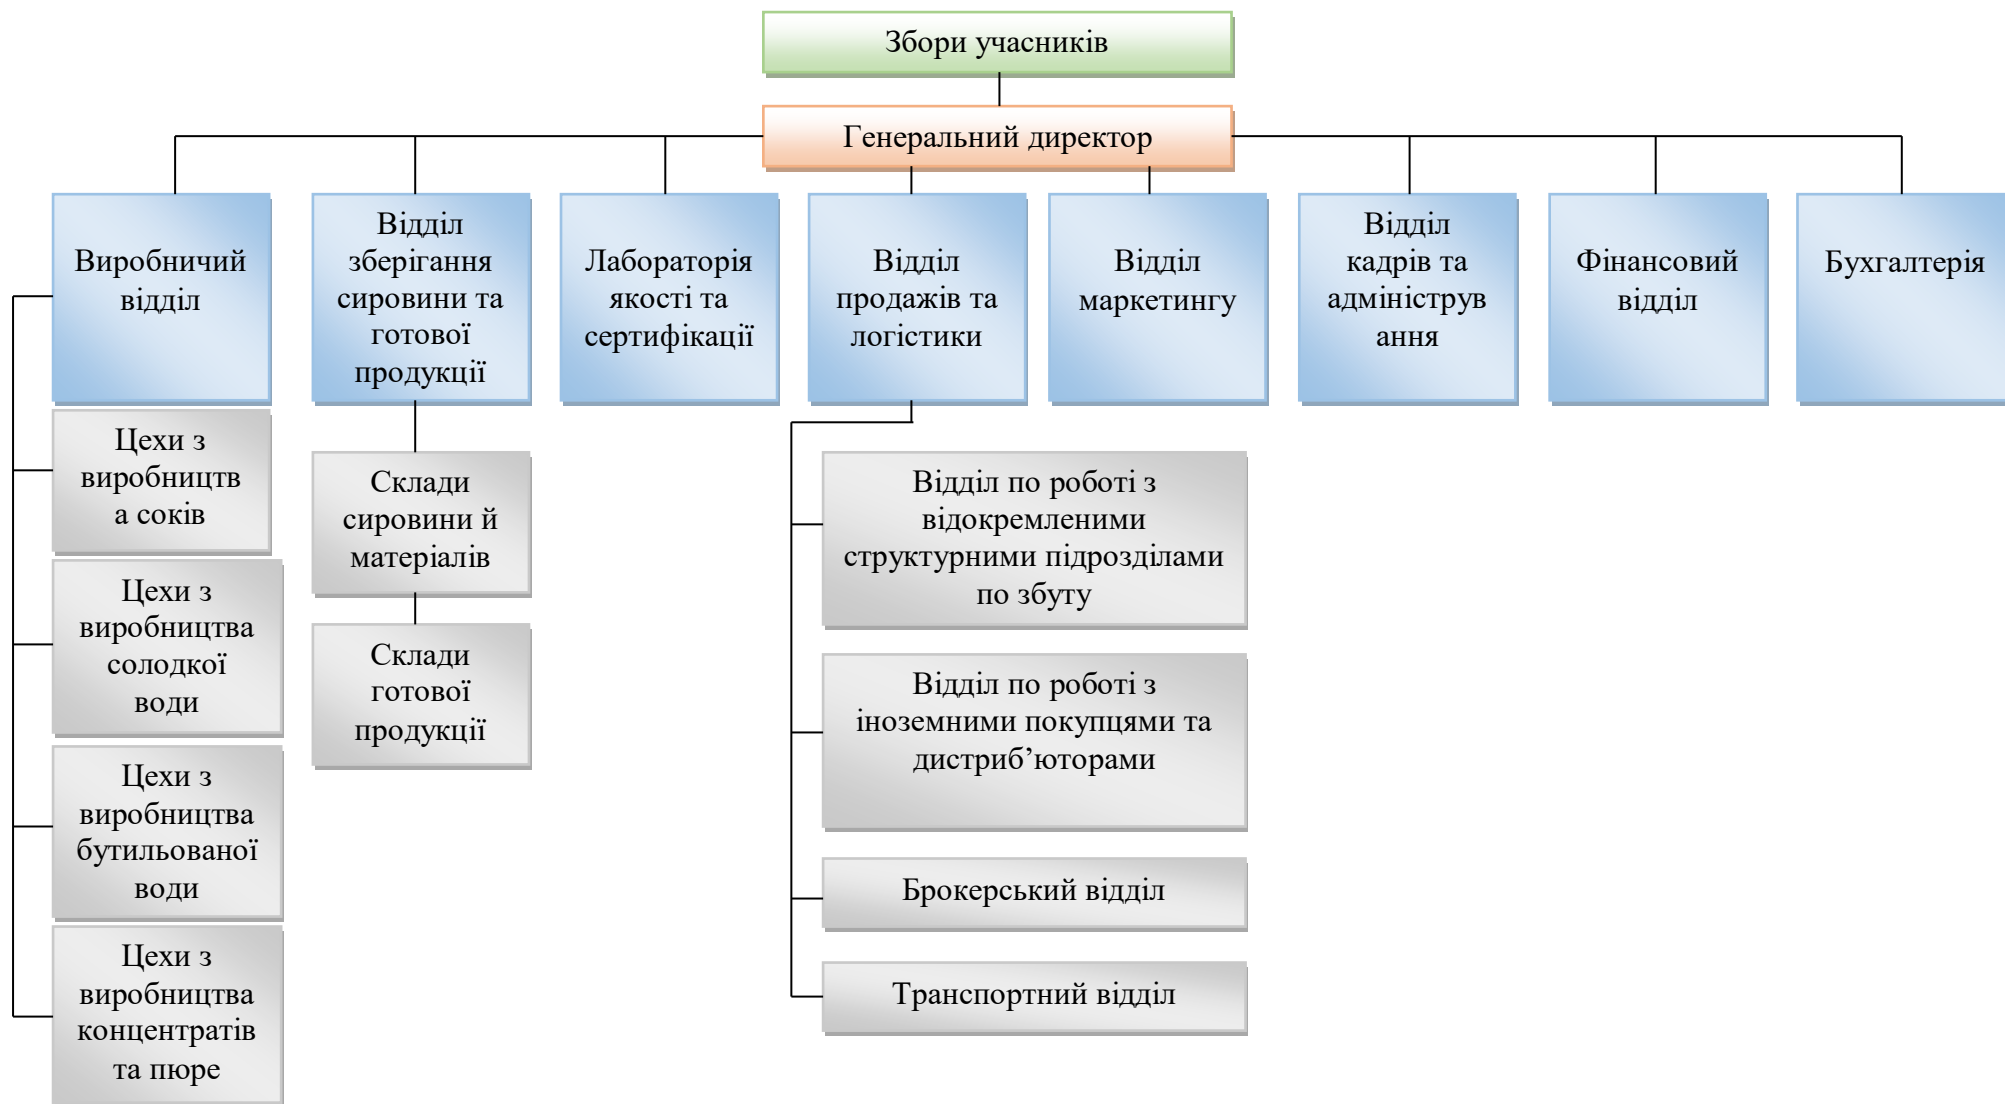 Збори учасників
Генеральний директор
Виробничий
відділ
Відділ
зберігання
сировини та
готової
продукції
Лабораторія
якості та
сертифікації
Відділ
продажів та
логістики
Відділ
маркетингу
Відділ
кадрів та
адмініструв
ання
Фінансовий
відділ
Бухгалтерія
Цехи з
виробництв
а соків
Цехи з
виробництва
солодкої
води
Цехи з
виробництва
бутильованої
води
Цехи з
виробництва
концентратів
та пюре
Склади
сировини й
матеріалів
Склади
готової
продукції
Відділ по роботі з
відокремленими
структурними підрозділами
по збуту
Відділ по роботі з
іноземними покупцями та
дистриб’юторами
Брокерський відділ
Транспортний відділ